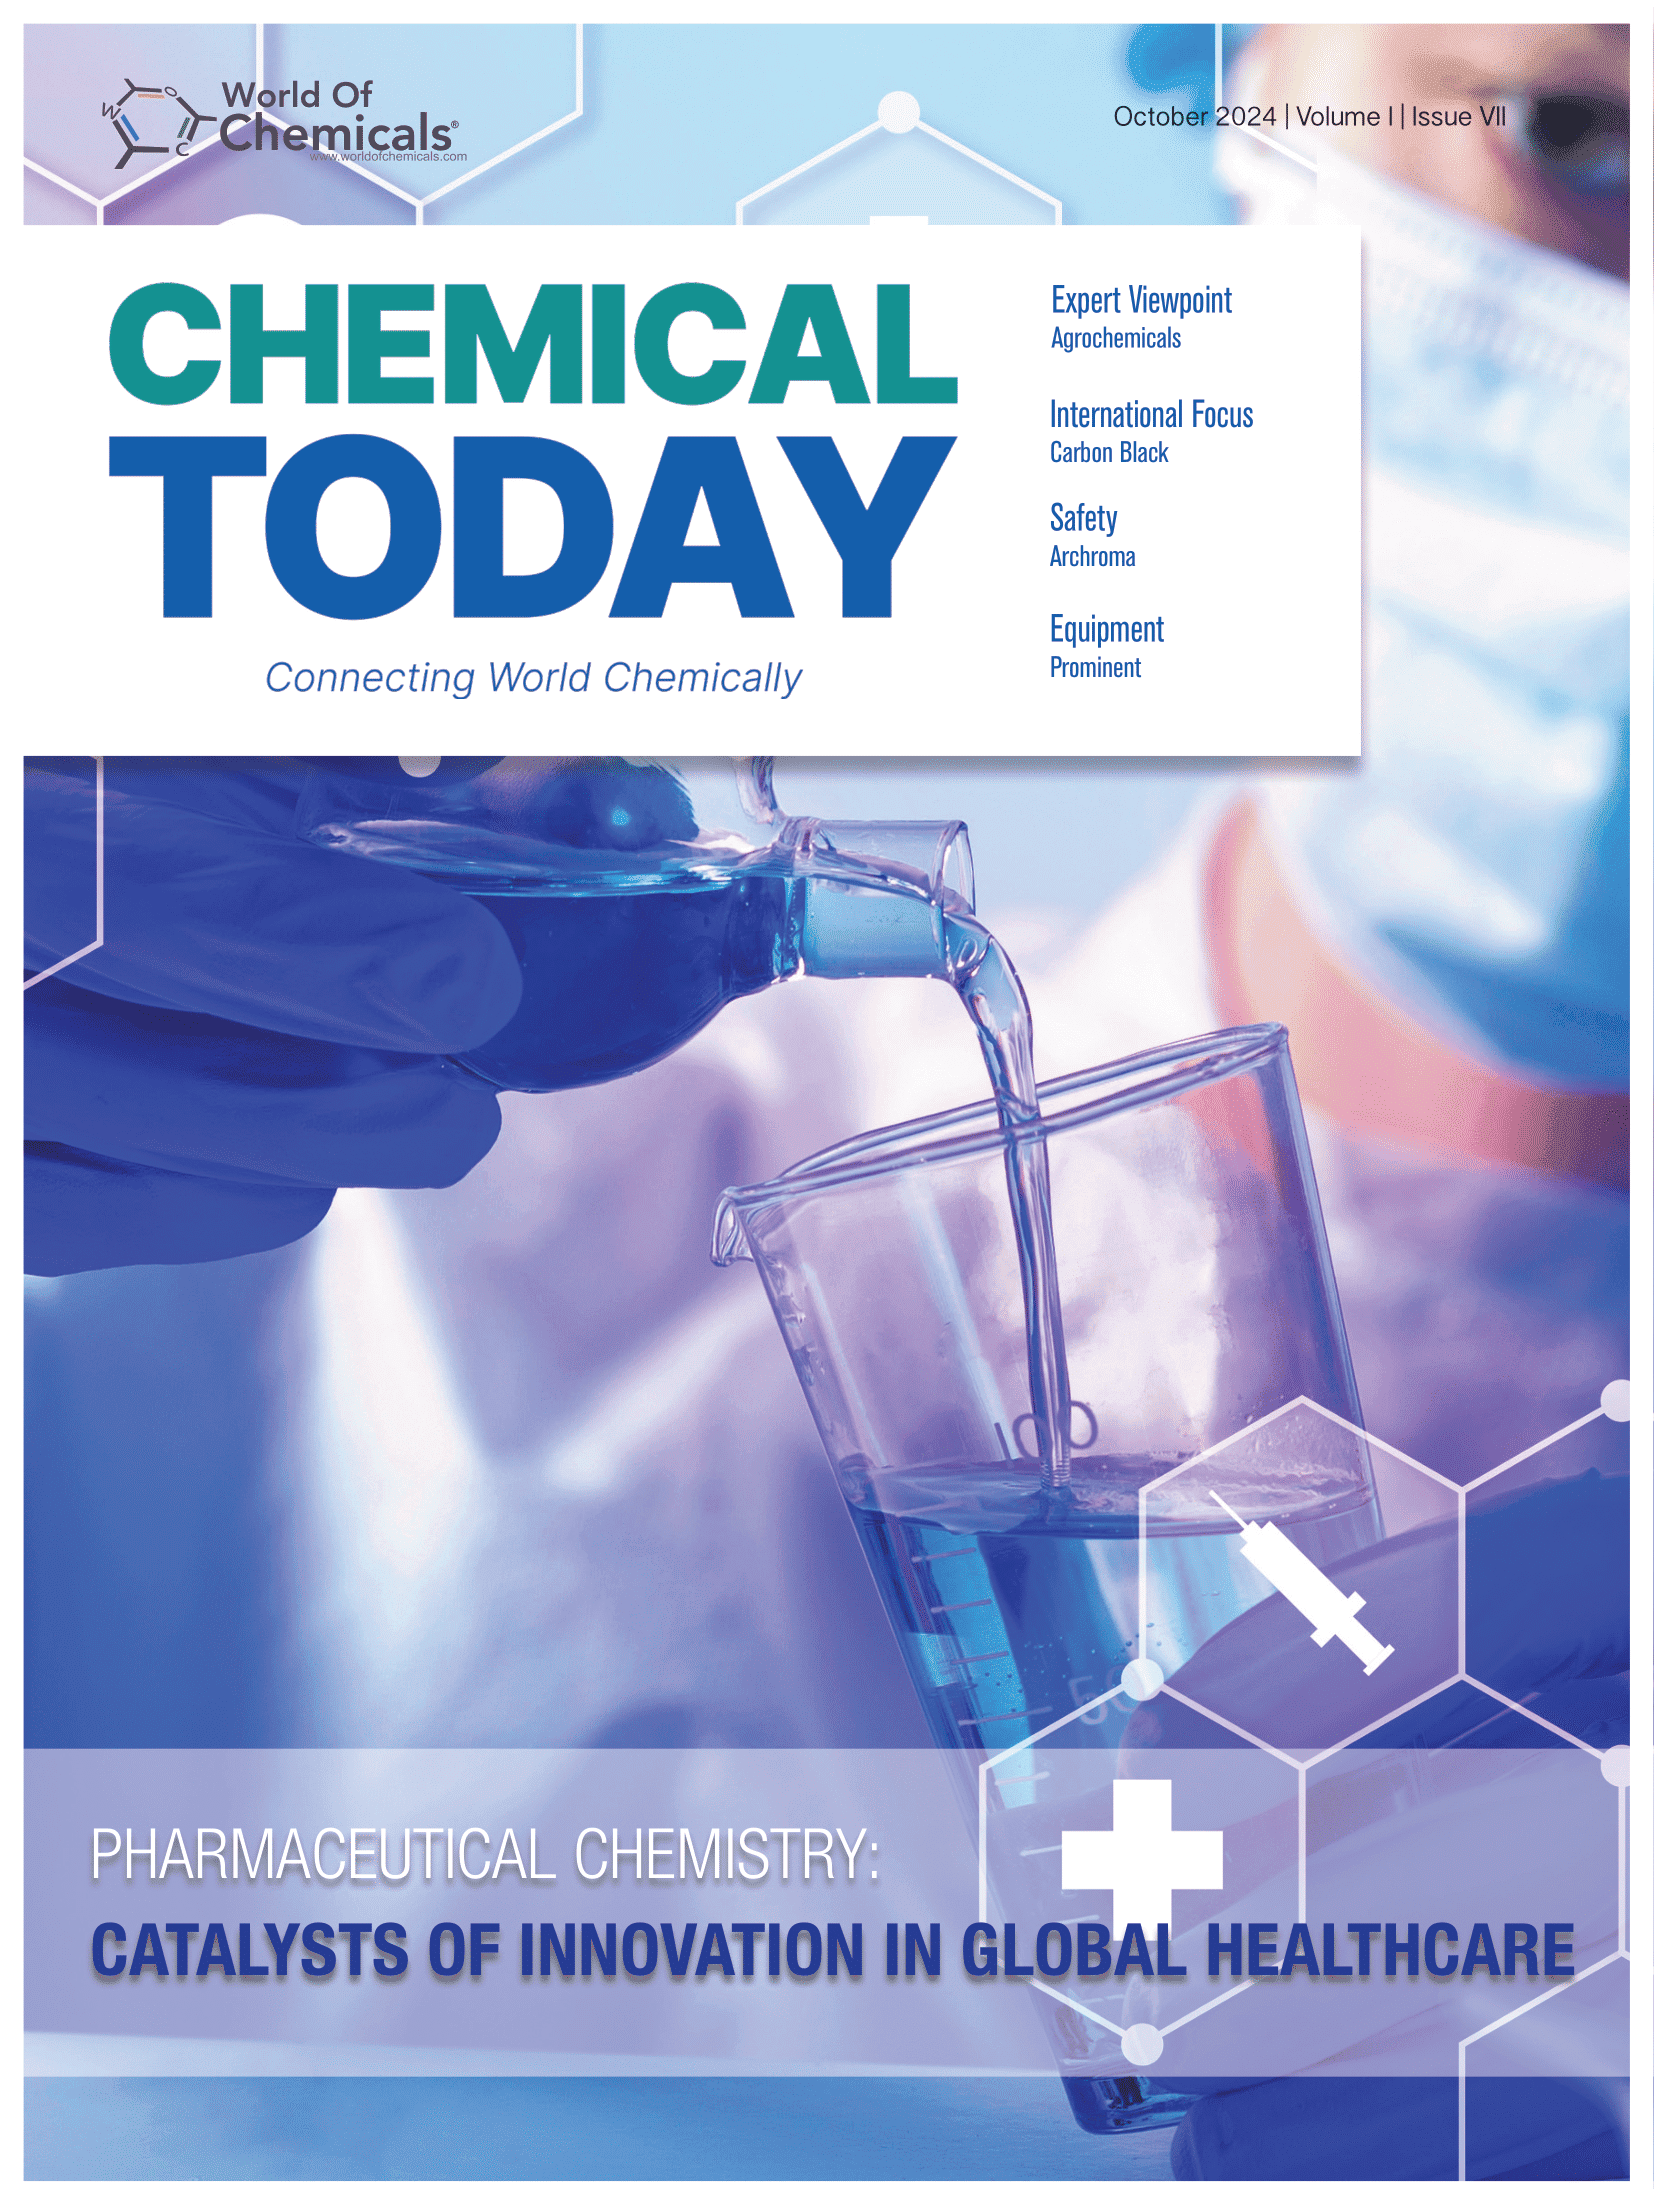 World Of
Chemicals®
www.worldofchemicals.com
W
O
C
October 2024 | Volume I | Issue VII
CHEMICAL
TODAY
Connecting World Chemically
Expert Viewpoint
Agrochemicals
International Focus
Carbon Black
Safety
Archroma
Equipment
Prominent
PHARMACEUTICAL CHEMISTRY:
CATALYSTS OF INNOVATION IN GLOBAL HEALTHCARE